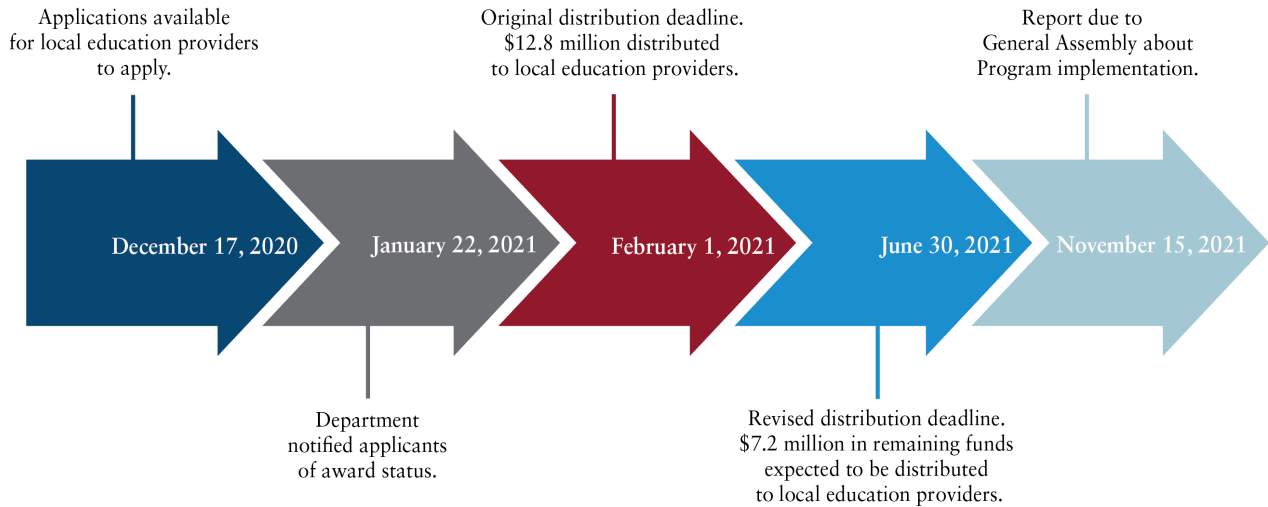 Applications available
for local education providers
to apply.
Original distribution deadline.
$12.8 million distributed
to local education providers.
Report due to
General Assembly about
Program implementation.
December 17, 2020
January 22, 2021
February 1, 2021
June 30, 2021
November 15, 2021
Department
notified applicants
of award status.
Revised distribution deadline.
$7.2 million in remaining funds
expected to be distributed
to local education providers.